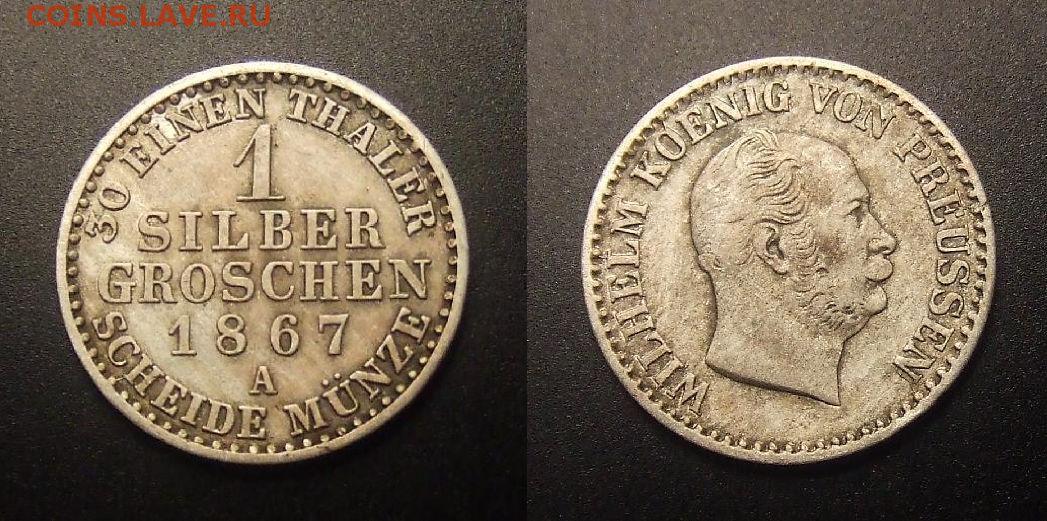 COINS.LAVE.RU
30 EINEN THALER
1
SILBER
GROSCHEN
1867
A
SCHEIDE MÜNZE
WILHELM KOENIG VON PREUSSEN